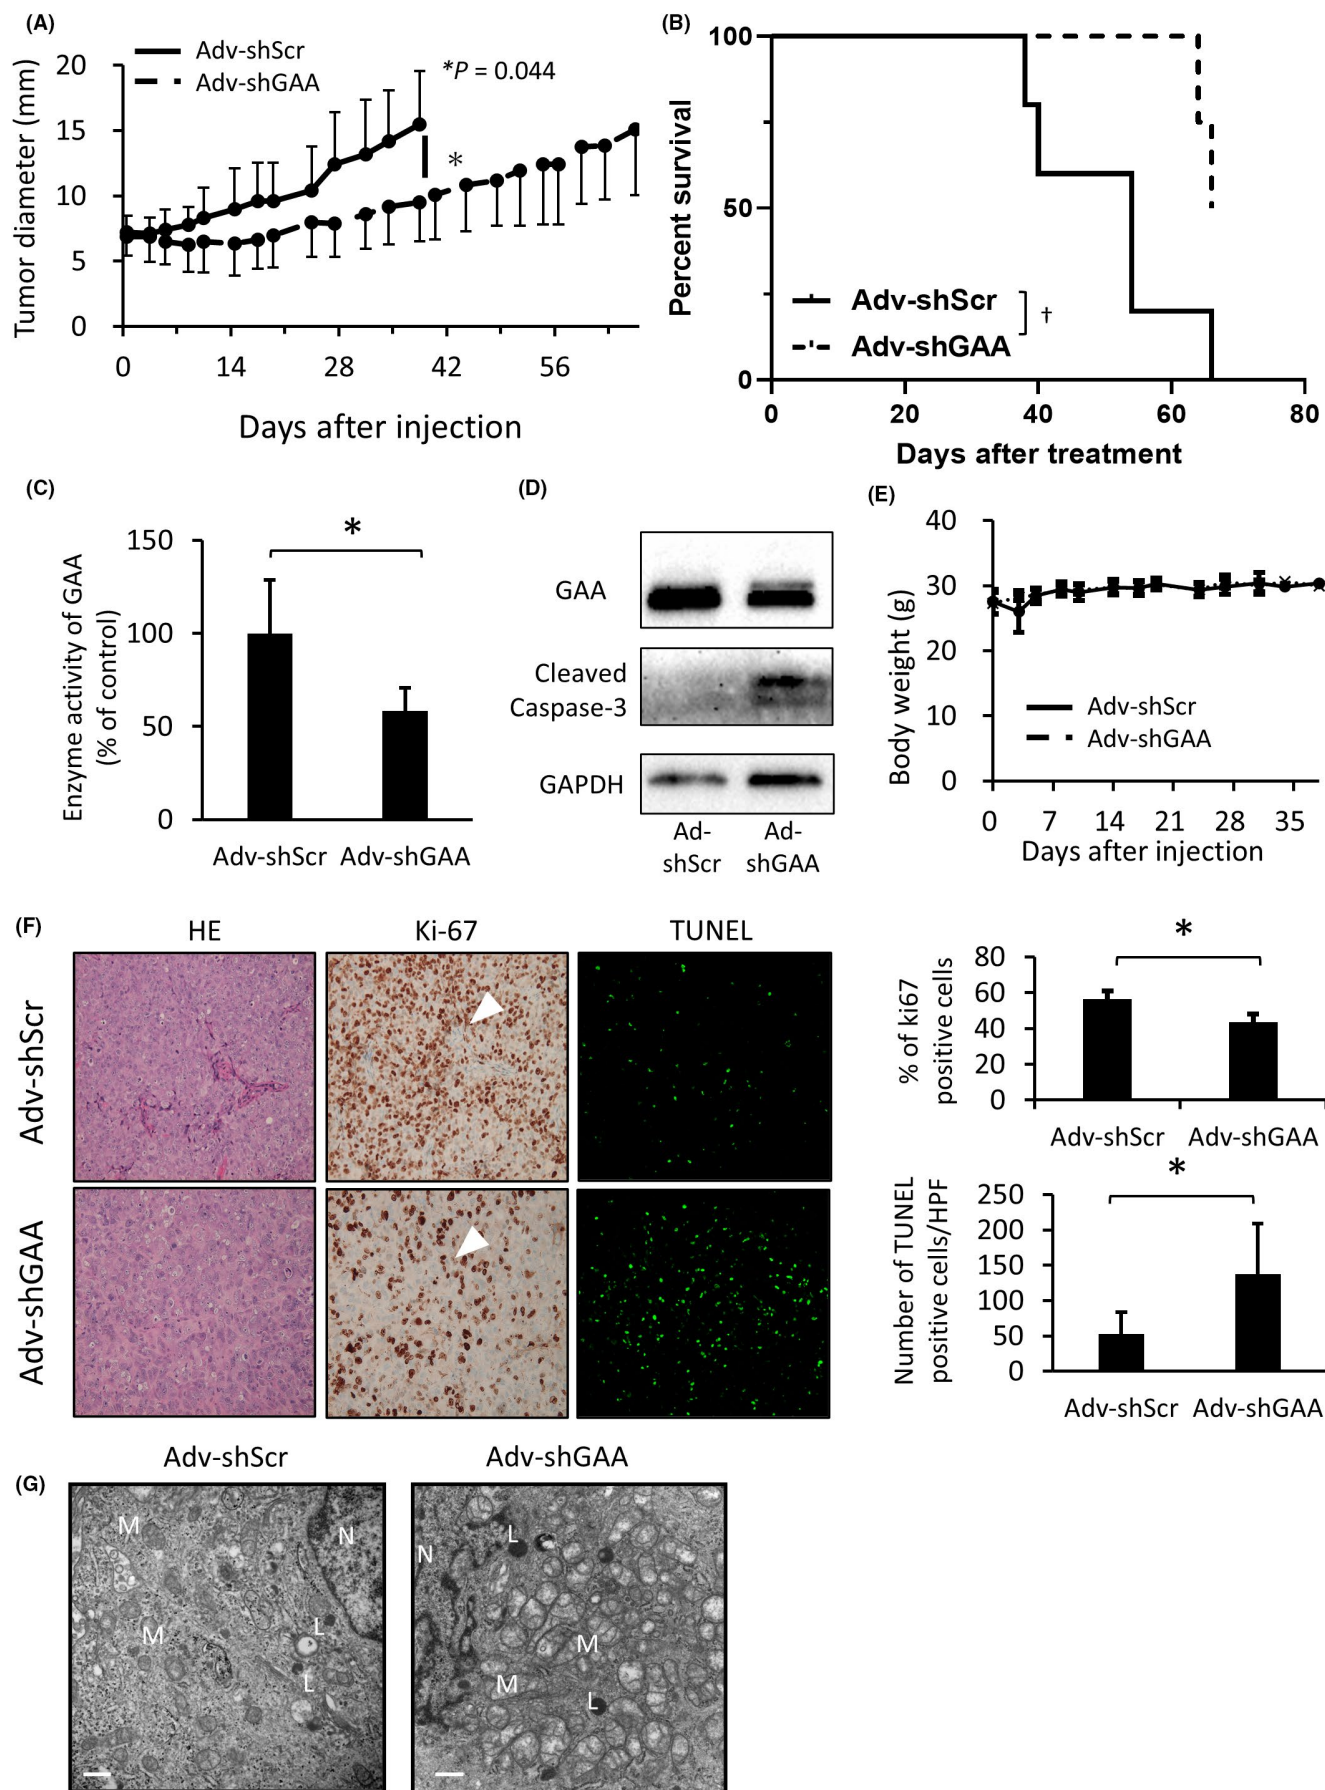 (A)
Adv-shScr
Adv-shGAA
*P = 0.044
*
Tumor diameter (mm)
20
15
10
5
0
0 14 28 42 56
Days after injection
(B)
Percent survival
100
50
0
Adv-shScr
Adv-shGAA
†
0 20 40 60 80
Days after treatment
(C)
Enzyme activity of GAA
(% of control)
150
100
50
0
*
Adv-shScr Adv-shGAA
(D)
GAA
Cleaved
Caspase-3
GAPDH
Ad-
shScr
Ad-
shGAA
(E)
Body weight (g)
40
30
20
10
0
Adv-shScr
Adv-shGAA
0 7 14 21 28 35
Days after injection
(F)
HE Ki-67 TUNEL
Adv-shScr
Adv-shGAA
% of ki67
positive cells
80
60
40
20
0
*
Adv-shScr Adv-shGAA
Number of TUNEL
positive cells/HPF
250
200
150
100
50
0
*
Adv-shScr Adv-shGAA
(G)
Adv-shScr
M
N
M
L
L
Adv-shGAA
L
N
M
M
L